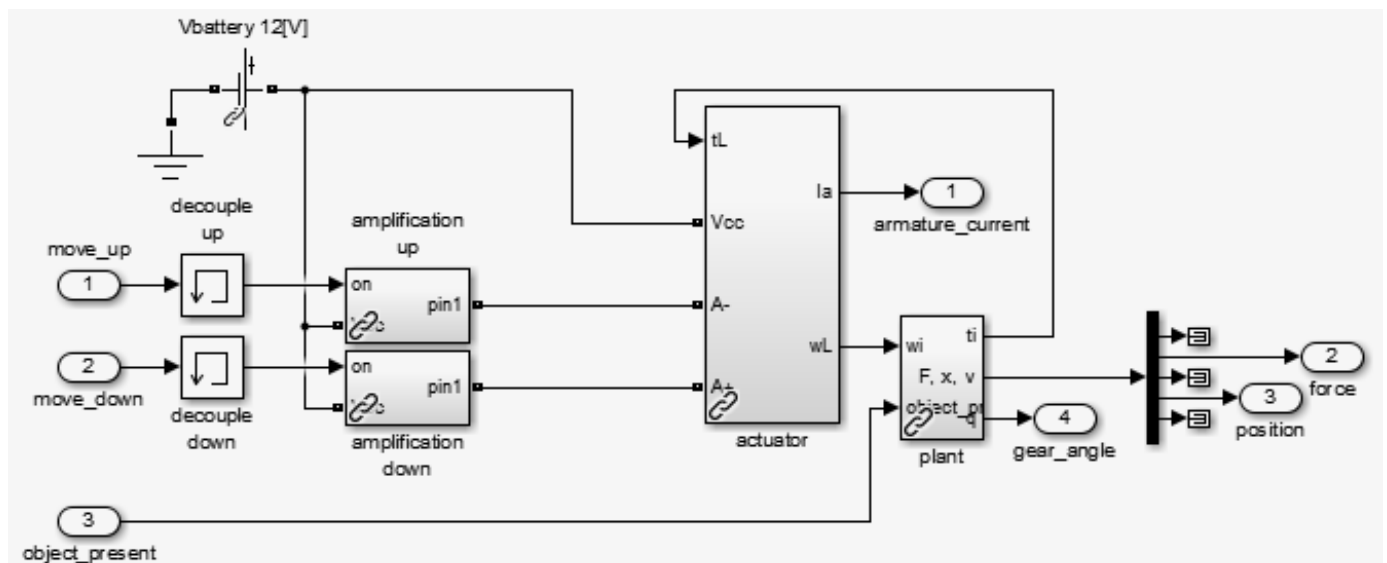 Vbattery 12[V]
+
decouple
up
amplification
up
move_up
1
on
pin1
2
move_down
on
pin1
decouple
down
amplification
down
3
object_present
tL
Ia
Vcc
A-
wL
A+
actuator
1
armature_current
wi
ti
F, x, v
q
plant
4
gear_angle
2
force
3
position